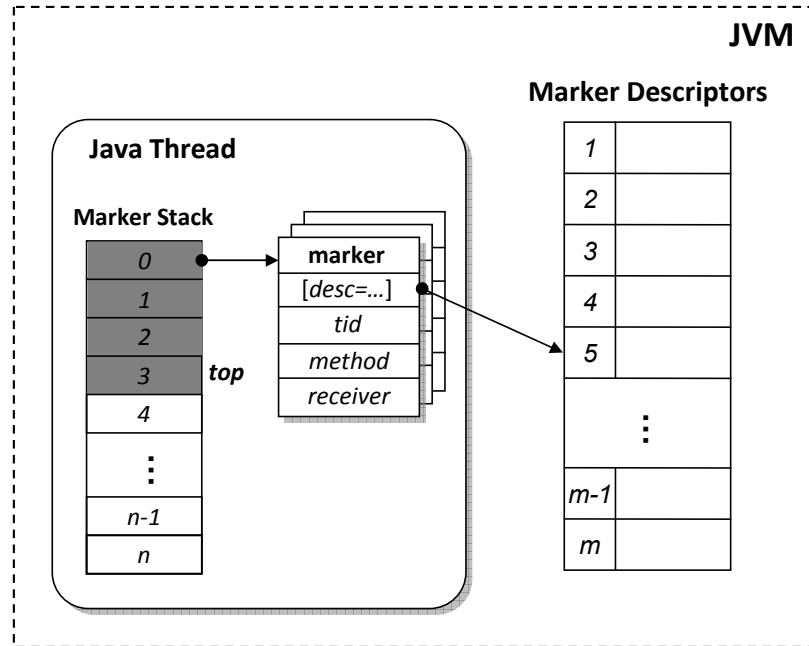 JVM
Marker Descriptors
Java Thread
Marker Stack
0
1
2
3
top
4
⋮
n-1
n
marker
[desc=...]
tid
method
receiver
1
2
3
4
5
⋮
m-1
m